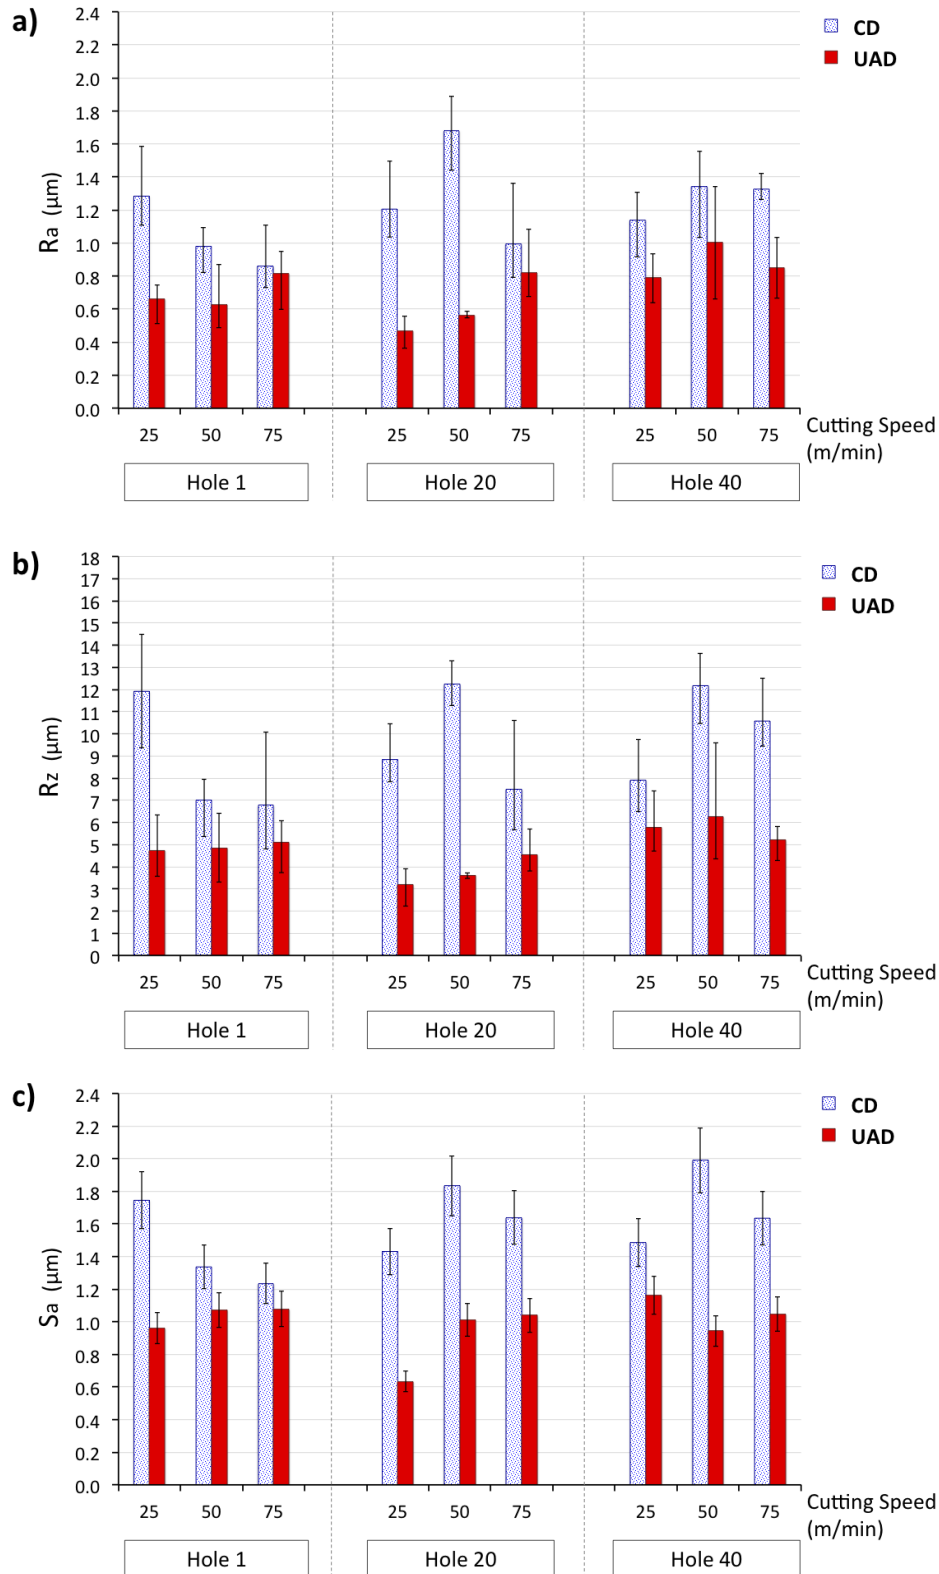 a)
2.4
2.2
2.0
1.8
1.6
1.4
1.2
1.0
0.8
0.6
0.4
0.2
0.0
Ra (μm)
CD
UAD
25 50 75 25 50 75 25 50 75
Cutting Speed
(m/min)
Hole 1 Hole 20 Hole 40
b)
18
17
16
15
14
13
12
11
10
9
8
7
6
5
4
3
2
1
0
Rz (μm)
CD
UAD
25 50 75 25 50 75 25 50 75
Cutting Speed
(m/min)
Hole 1 Hole 20 Hole 40
c)
2.4
2.2
2.0
1.8
1.6
1.4
1.2
1.0
0.8
0.6
0.4
0.2
0.0
Sa (μm)
CD
UAD
25 50 75 25 50 75 25 50 75
Cutting Speed
(m/min)
Hole 1 Hole 20 Hole 40